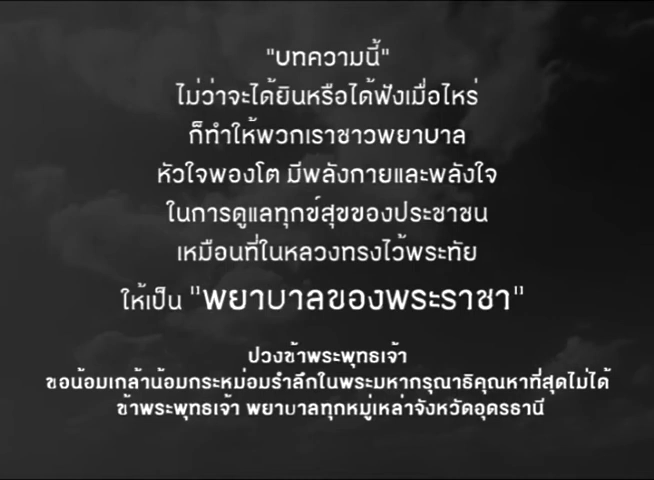 "บทความนี้"
ไม่ว่าจะได้ยินหรือได้ฟังเมื่อไหร่
ก็ทำให้พวกเราชาวพยาบาล
หัวใจพองโต มีพลังกายและพลังใจ
ในการดูแลทุกข์สุขของประชาชน
เหมือนที่ในหลวงทรงไว้พระทัย
ให้เป็น "พยาบาลของพระราชา"
ปวงข้าพระพุทธเจ้า
ขอน้อมเกล้าน้อมกระหม่อมรำลึกในพระมหากรุณาธิคุณหาที่สุดไม่ได้
ข้าพระพุทธเจ้า พยาบาลทุกหมู่เหล่าจังหวัดอุดรธานี